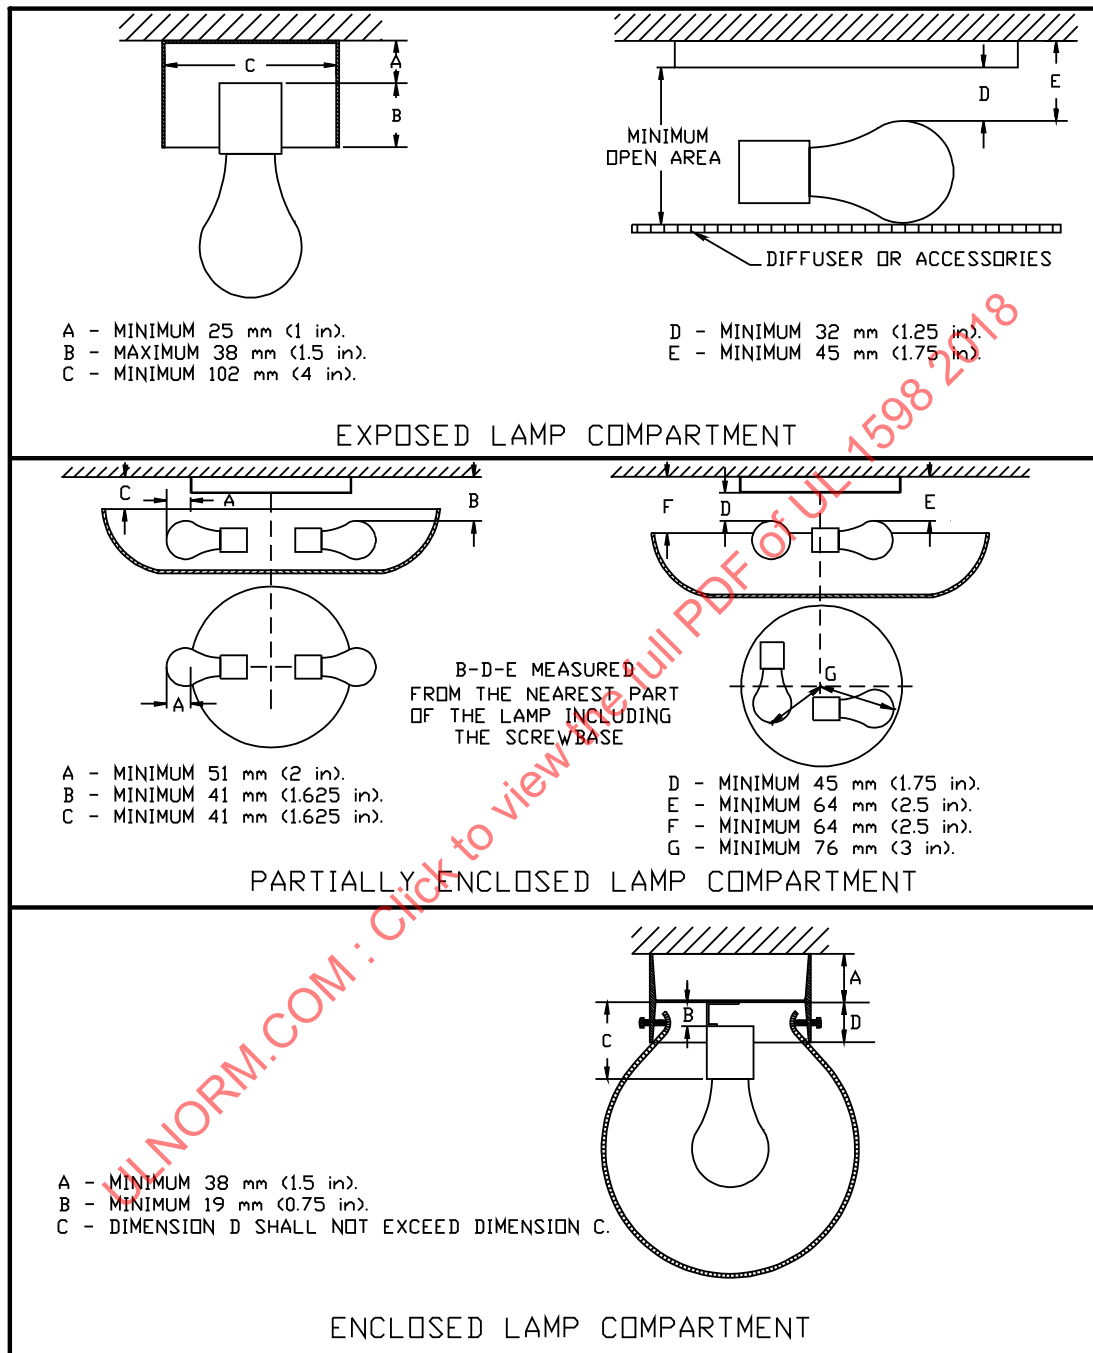 C
A
B
MINIMUM
OPEN AREA
D
E
DIFFUSER OR ACCESSORIES
A - MINIMUM 25 mm (1 in).
B - MAXIMUM 38 mm (1.5 in).
C - MINIMUM 102 mm (4 in).
D - MINIMUM 32 mm (1.25 in).
E - MINIMUM 45 mm (1.75 in).
EXPOSED LAMP COMPARTMENT
C
A
B
A
F
D
E
G
B-D-E MEASURED
FROM THE NEAREST PART
OF THE LAMP INCLUDING
THE SCREWBASE
A - MINIMUM 51 mm (2 in).
B - MINIMUM 41 mm (1.625 in).
C - MINIMUM 41 mm (1.625 in).
D - MINIMUM 45 mm (1.75 in).
E - MINIMUM 64 mm (2.5 in).
F - MINIMUM 64 mm (2.5 in).
G - MINIMUM 76 mm (3 in).
PARTIALLY ENCLOSED LAMP COMPARTMENT
A
B
D
C
A - MINIMUM 38 mm (1.5 in).
B - MINIMUM 19 mm (0.75 in).
C - DIMENSION D SHALL NOT EXCEED DIMENSION C.
ENCLOSED LAMP COMPARTMENT
ULNORM.COM : Click to view the full PDF of UL 1598 2018